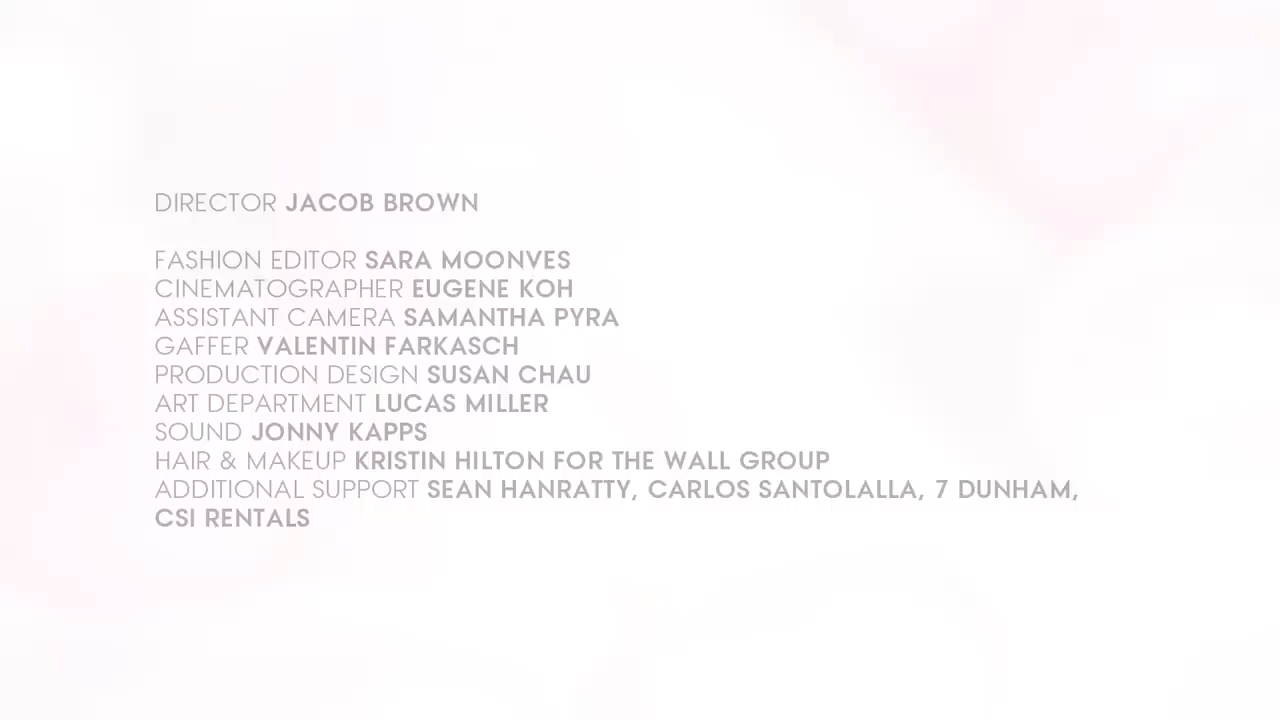 DIRECTOR JACOB BROWN
FASHION EDITOR SARA MOONVES
CINEMATOGRAPHER EUGENE KOH
ASSISTANT CAMERA SAMANTHA PYRA
GAFFER VALENTIN FARKASCH
PRODUCTION DESIGN SUSAN CHAU
ART DEPARTMENT LUCAS MILLER
SOUND JONNY KAPPS
HAIR & MAKEUP KRISTIN HILTON FOR THE WALL GROUP
ADDITIONAL SUPPORT SEAN HANRATTY, CARLOS SANTOLALLA, 7 DUNHAM,
CSI RENTALS